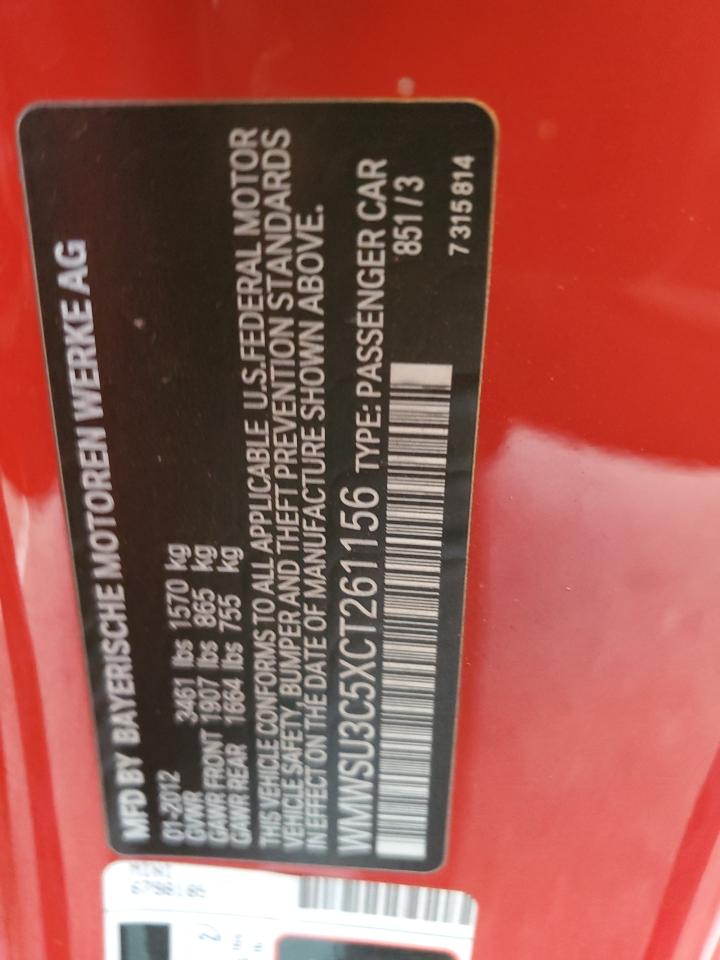 MFD BY BAYERISCHE MOTOREN WERKE AG
01-2012
GVWR 3461 lbs 1570 kg
GAWR FRONT 1907 lbs 865 kg
GAWR REAR 1664 lbs 755 kg
THIS VEHICLE CONFORMS TO ALL APPLICABLE U.S.FEDERAL MOTOR
VEHICLE SAFETY, BUMPER AND THEFT PREVENTION STANDARDS
IN EFFECT ON THE DATE OF MANUFACTURE SHOWN ABOVE.
WMWSU3C5XCT261156 TYPE: PASSENGER CAR
851 / 3
7 315 814
MINI
6798185
2
lbs
lb